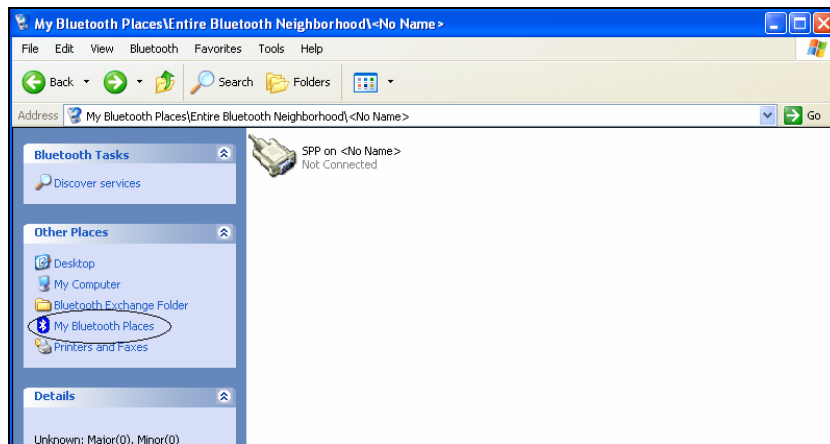 My Bluetooth Places\Entire Bluetooth Neighborhood\<No Name>
File Edit View Bluetooth Favorites Tools Help
Back Search Folders
Address My Bluetooth Places\Entire Bluetooth Neighborhood\<No Name> Go
Bluetooth Tasks
Discover services
Other Places
Desktop
My Computer
Bluetooth Exchange Folder
My Bluetooth Places
Printers and Faxes
Details
Unknown: Major(0), Minor(0)
SPP on <No Name>
Not Connected